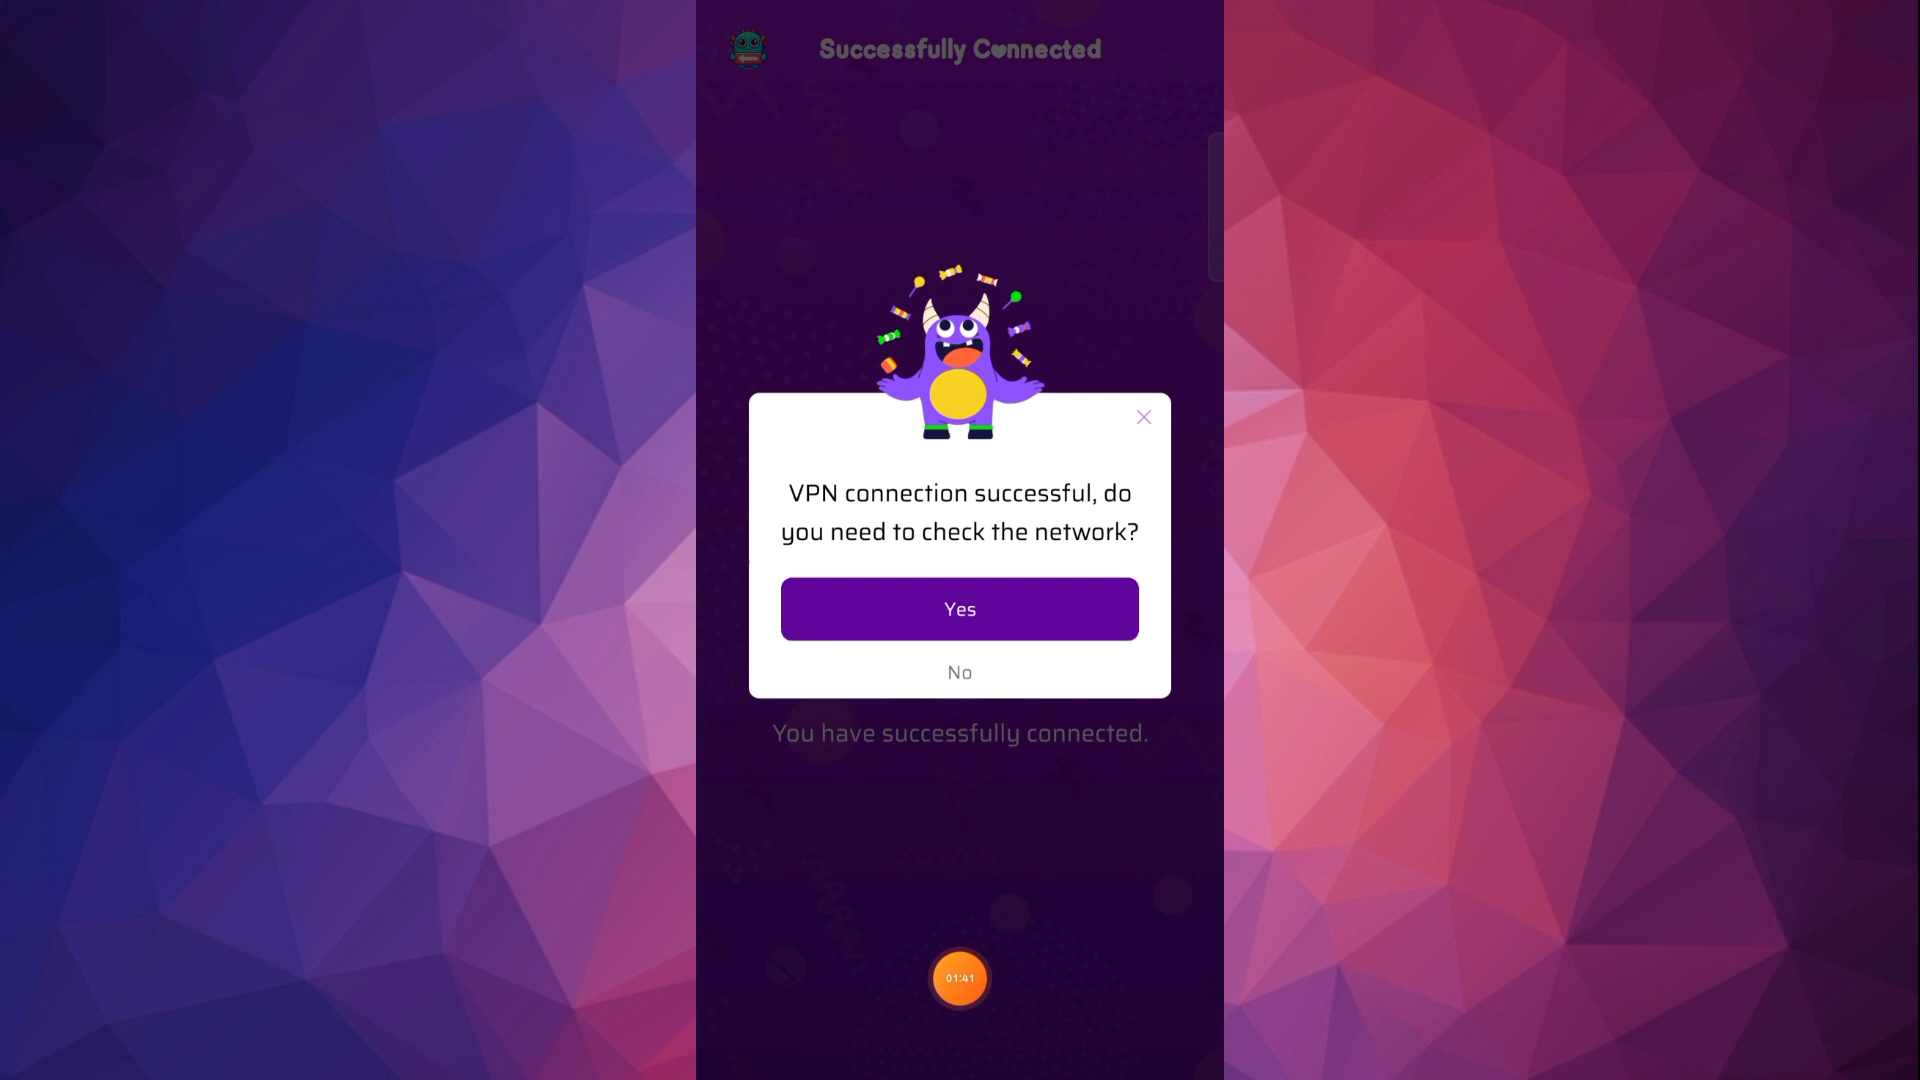 Successfully Connected
VPN connection successful, do
you need to check the network?
Yes
No
You have successfully connected.
01:41